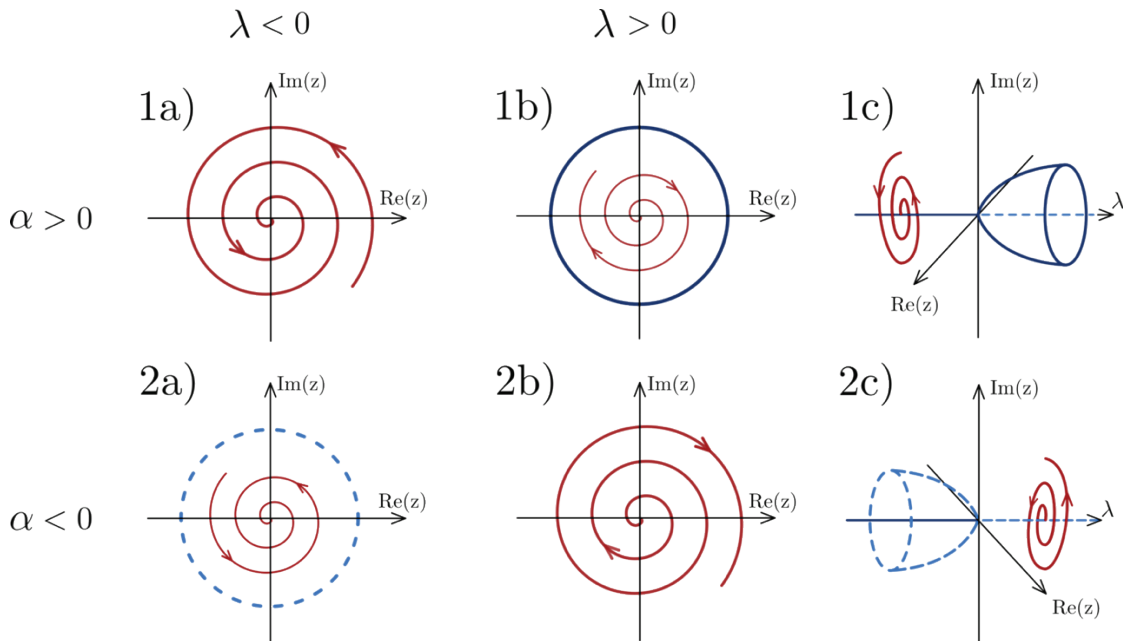 λ < 0
λ > 0
1a)
Im(z)
Re(z)
1b)
Im(z)
Re(z)
1c)
Im(z)
λ
Re(z)
α > 0
2a)
Im(z)
Re(z)
2b)
Im(z)
Re(z)
2c)
Im(z)
λ
Re(z)
α < 0